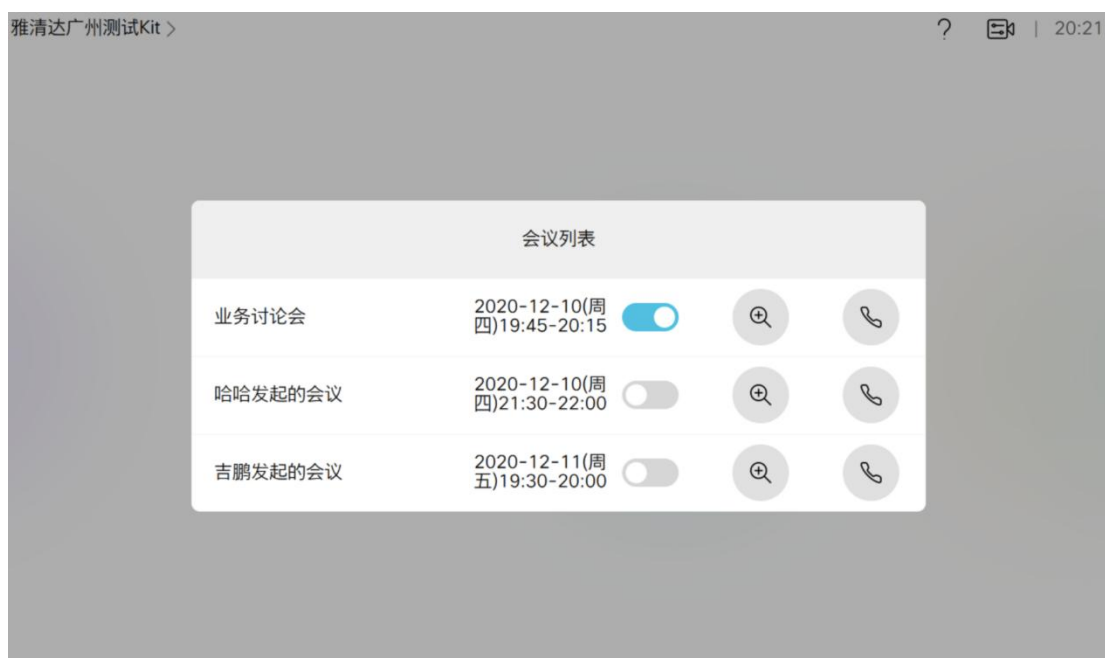 雅清达广州测试Kit
20:21
会议列表
业务讨论会
2020-12-10(周
四)19:45-20:15
哈哈发起的会议
2020-12-10(周
四)21:30-22:00
吉鹏发起的会议
2020-12-11(周
五)19:30-20:00